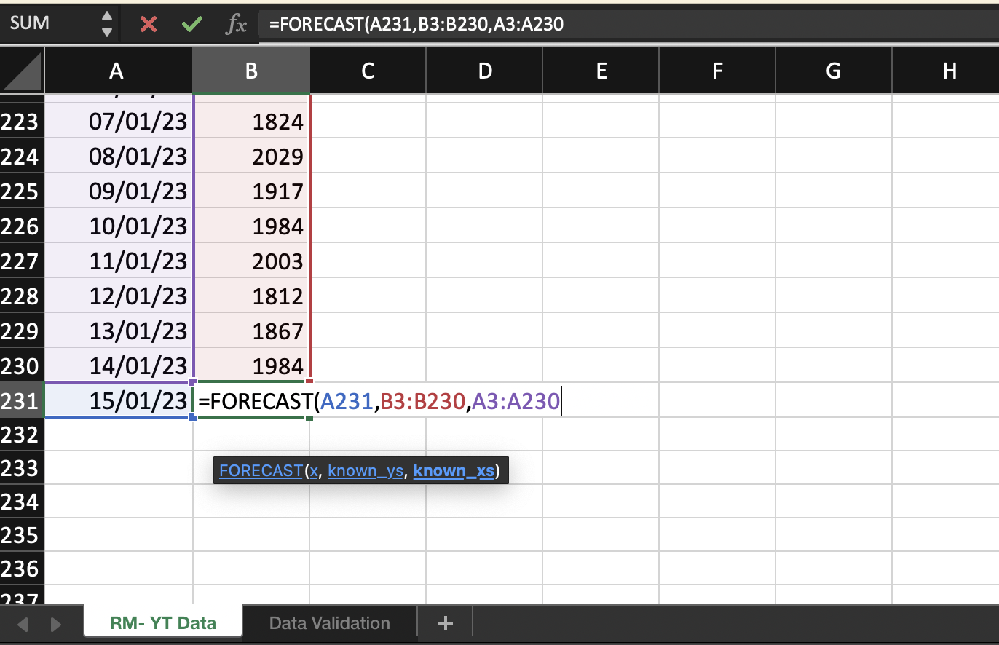 SUM fx =FORECAST(A231,B3:B230,A3:A230
A B C D E F G H
223 07/01/23 1824
224 08/01/23 2029
225 09/01/23 1917
226 10/01/23 1984
227 11/01/23 2003
228 12/01/23 1812
229 13/01/23 1867
230 14/01/23 1984
231 15/01/23 =FORECAST(A231,B3:B230,A3:A230
232
233 FORECAST(x, known_ys, known_xs)
234
235
236
237
RM- YT Data Data Validation +